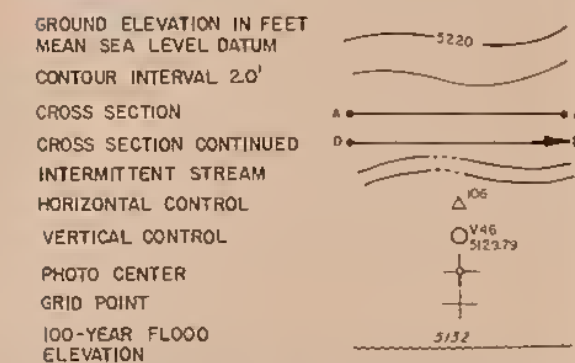 GROUND ELEVATION IN FEET
MEAN SEA LEVEL DATUM
5220
CONTOUR INTERVAL 2.0'
CROSS SECTION
A
CROSS SECTION CONTINUED
D
INTERMITTENT STREAM
HORIZONTAL CONTROL
106
VERTICAL CONTROL
V46
5129.79
PHOTO CENTER
GRID POINT
100-YEAR FLOOD
ELEVATION
5132